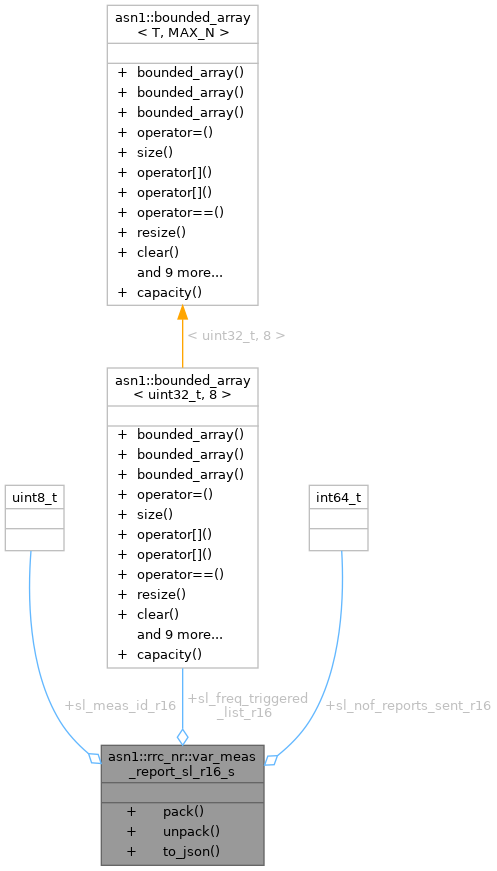 asn1::bounded_array
< T, MAX_N >
+ bounded_array()
+ bounded_array()
+ bounded_array()
+ operator=()
+ size()
+ operator[]()
+ operator[]()
+ operator==()
+ resize()
+ clear()
and 9 more...
+ capacity()
< uint32_t, 8 >
asn1::bounded_array
< uint32_t, 8 >
+ bounded_array()
+ bounded_array()
+ bounded_array()
+ operator=()
+ size()
+ operator[]()
+ operator[]()
+ operator==()
+ resize()
+ clear()
and 9 more...
+ capacity()
uint8_t
int64_t
+sl_meas_id_r16
+sl_freq_triggered
_list_r16
+sl_nof_reports_sent_r16
asn1::rrc_nr::var_meas
_report_sl_r16_s
+ pack()
+ unpack()
+ to_json()